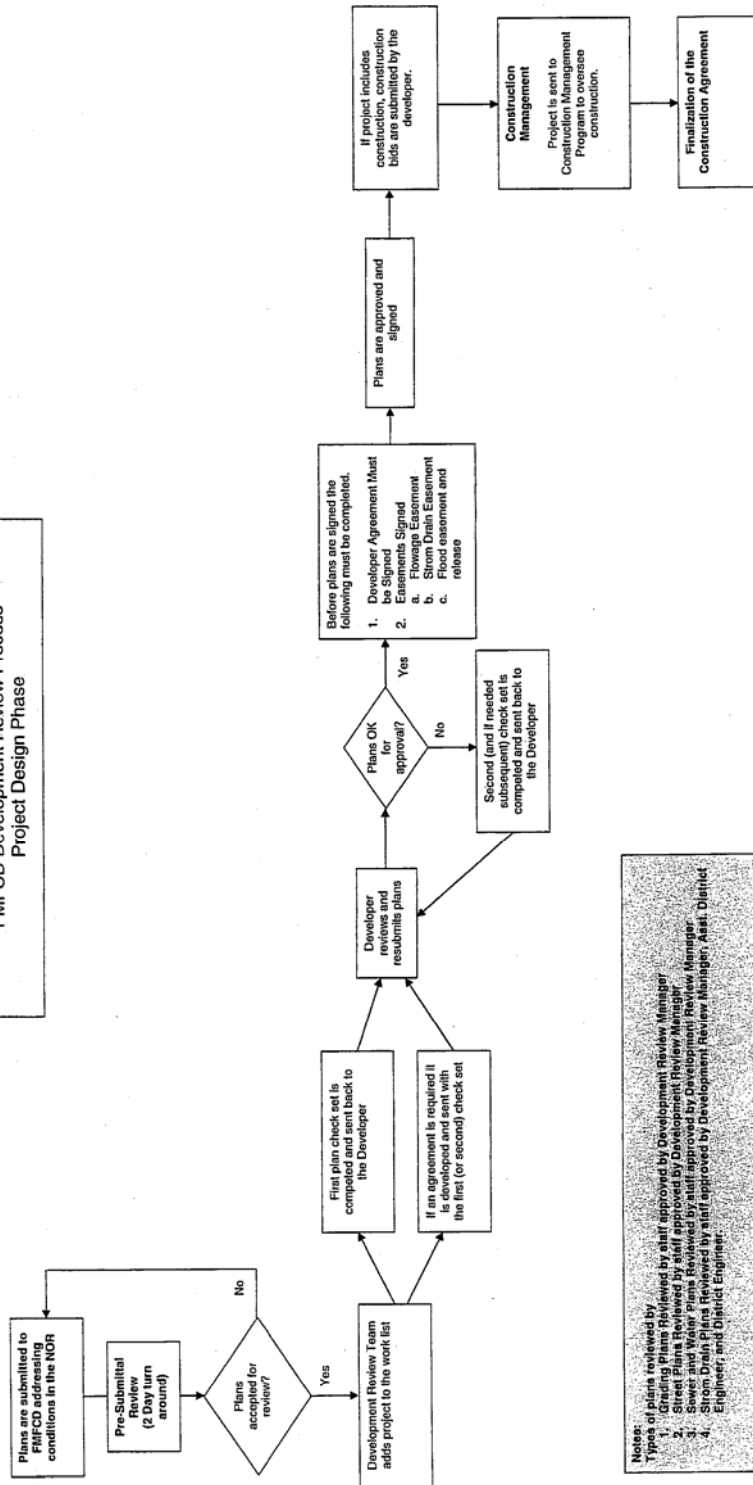 FMFCD Development Review Process
Project Design Phase
Plans are submitted to
FMFCD addressing
conditions in the NOR
Pre-Submittal
Review
(2 Day turn
around)
Plans
accepted for
review?
No
Yes
Development Review Team
adds project to the work list
First plan check set is
competed and sent back to
the Developer
If an agreement is required it
is developed and sent with
the first (or second) check set
Developer
reviews and
resubmits plans
Plans OK
for
approval?
Yes
No
Second (and if needed
subsequent) check set is
competed and sent back to
the Developer
Before plans are signed the
following must be completed.
1. Developer Agreement Must
be Signed
2. Easements Signed
a. Flowage Easement
b. Strom Drain Easement
c. Flood easement and
release
Plans are approved and
signed
If project includes
construction, construction
bids are submitted by the
developer.
Construction
Management
Project is sent to
Construction Management
Program to oversee
construction.
Finalization of the
Construction Agreement
Notes:
Types of plans reviewed by
1. Grading Plans Reviewed by staff approved by Development Review Manager
2. Street Plans Reviewed by staff approved by Development Review Manager
3. Sewer and Water Plans Reviewed by staff approved by Development Review Manager
4. Strom Drain Plans Reviewed by staff approved by Development Review Manager, Asst. District
Engineer, and District Engineer.